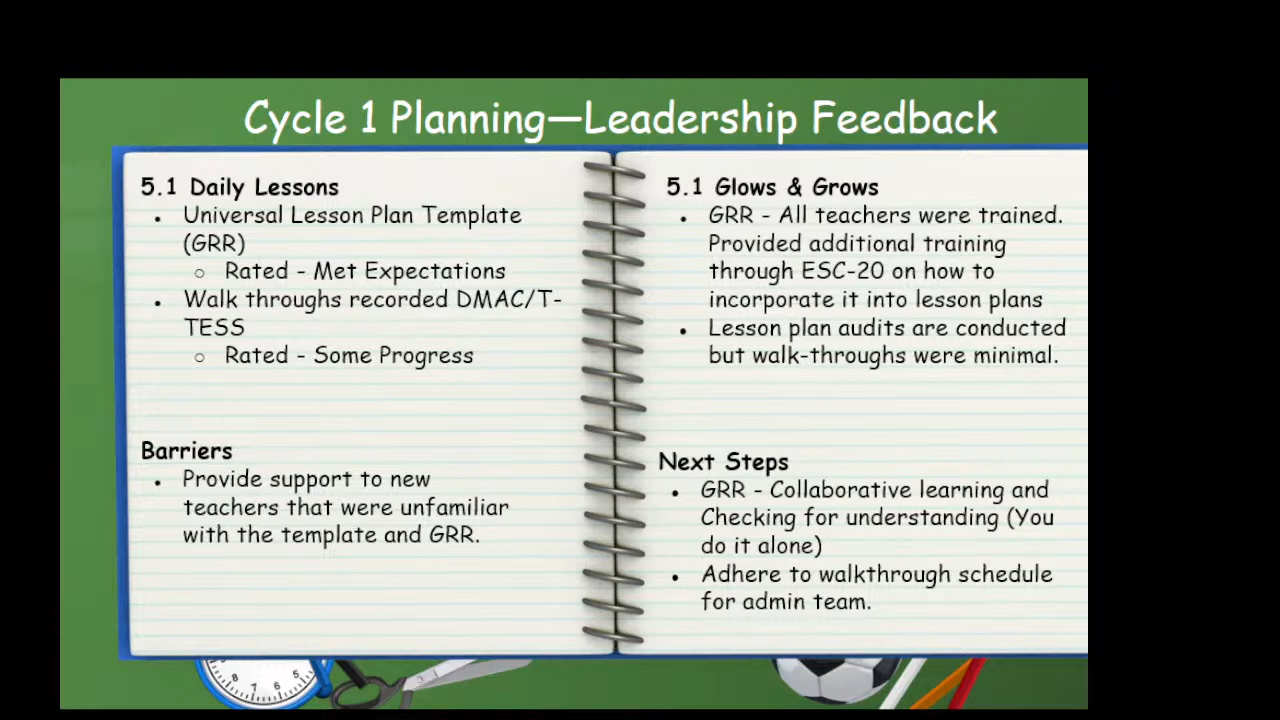 Cycle 1 Planning—Leadership Feedback
5.1 Daily Lessons
• Universal Lesson Plan Template
(GRR)
○ Rated - Met Expectations
• Walk throughs recorded DMAC/T-
TESS
○ Rated - Some Progress
Barriers
• Provide support to new
teachers that were unfamiliar
with the template and GRR.
5.1 Glows & Grows
• GRR - All teachers were trained.
Provided additional training
through ESC-20 on how to
incorporate it into lesson plans
• Lesson plan audits are conducted
but walk-throughs were minimal.
Next Steps
• GRR - Collaborative learning and
Checking for understanding (You
do it alone)
• Adhere to walkthrough schedule
for admin team.
8 7 6 5